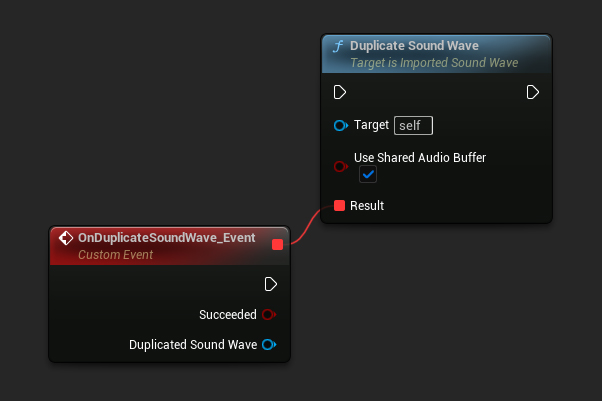 Duplicate Sound Wave
Target is Imported Sound Wave
Target self
Use Shared Audio Buffer
Result
OnDuplicateSoundWave_Event
Custom Event
Succeeded
Duplicated Sound Wave